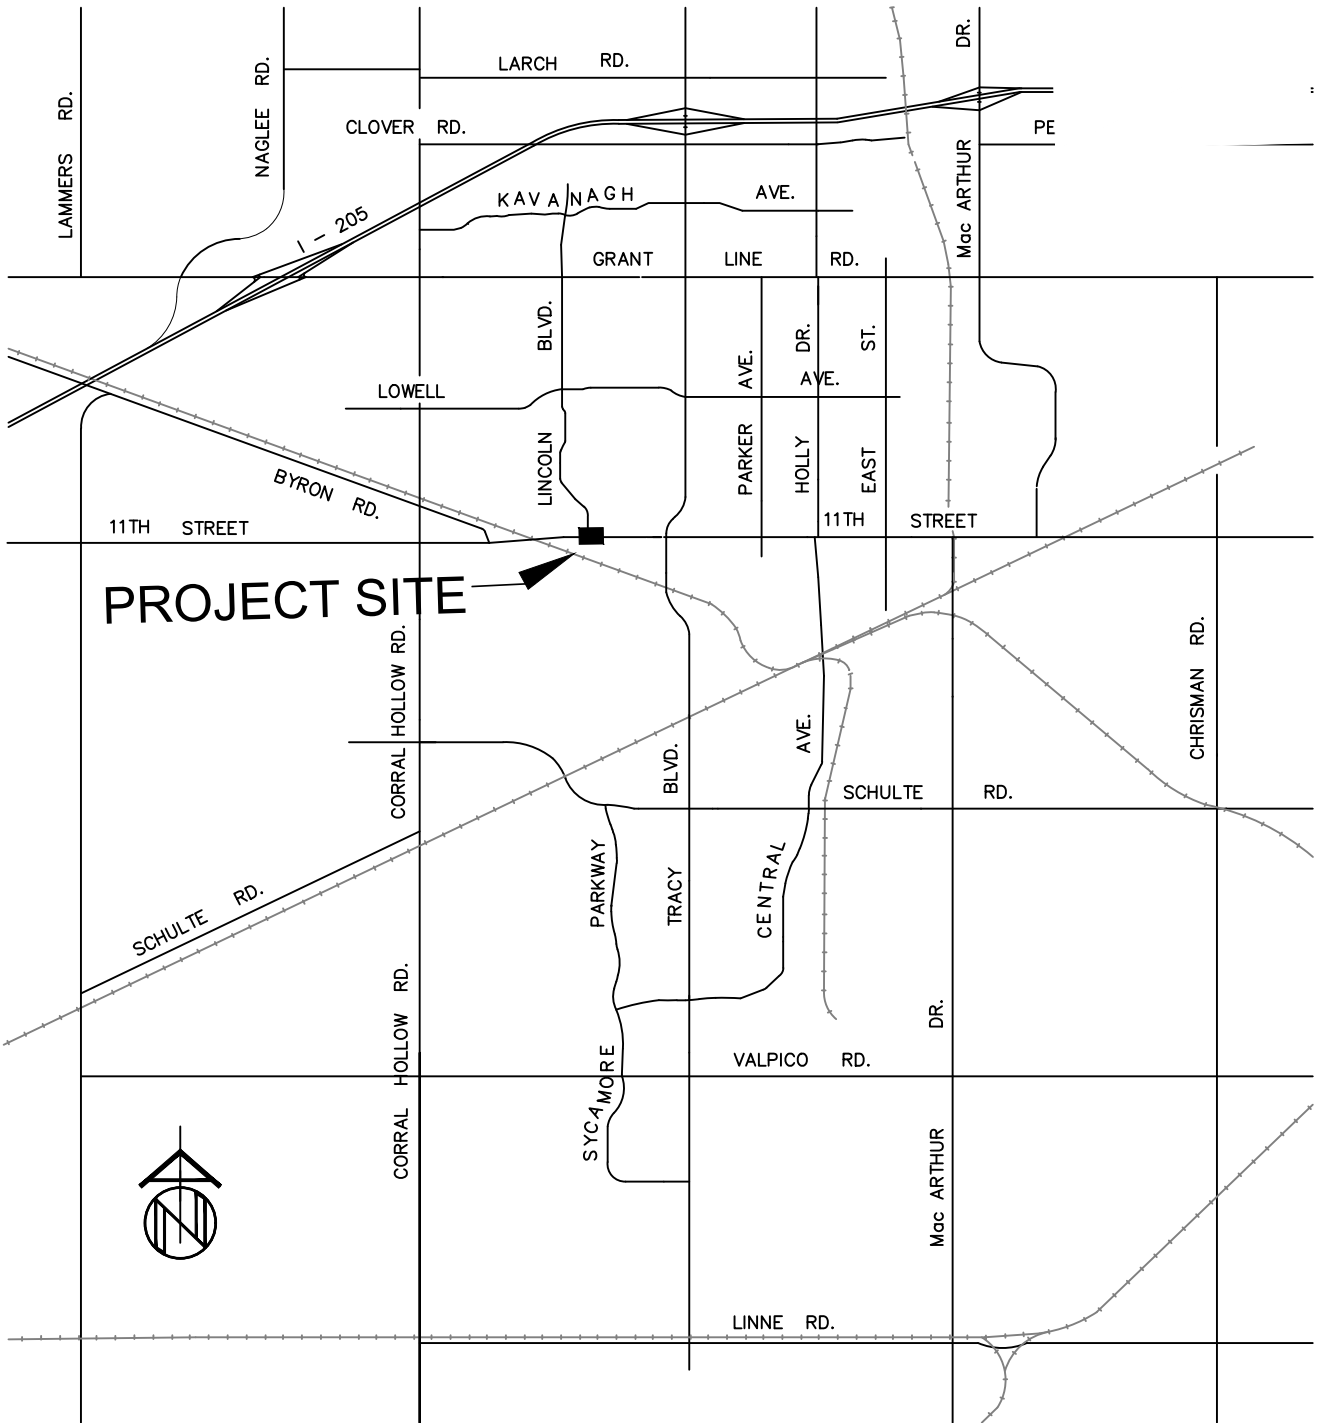 LARCH RD.
DR.
NAGLEE RD.
LAMMERS RD.
CLOVER RD.
PE
Mac ARTHUR
KAVANAGH AVE.
I - 205
GRANT LINE RD.
BLVD.
LINCOLN
AVE.
PARKER
DR.
HOLLY
ST.
EAST
LOWELL AVE.
BYRON RD.
11TH STREET
11TH STREET
PROJECT SITE
CORRAL HOLLOW RD.
CHRISMAN RD.
BLVD.
TRACY
AVE.
CENTRAL
SCHULTE RD.
PARKWAY
SYCAMORE
SCHULTE RD.
CORRAL HOLLOW RD.
DR.
Mac ARTHUR
VALPICO RD.
N
LINNE RD.